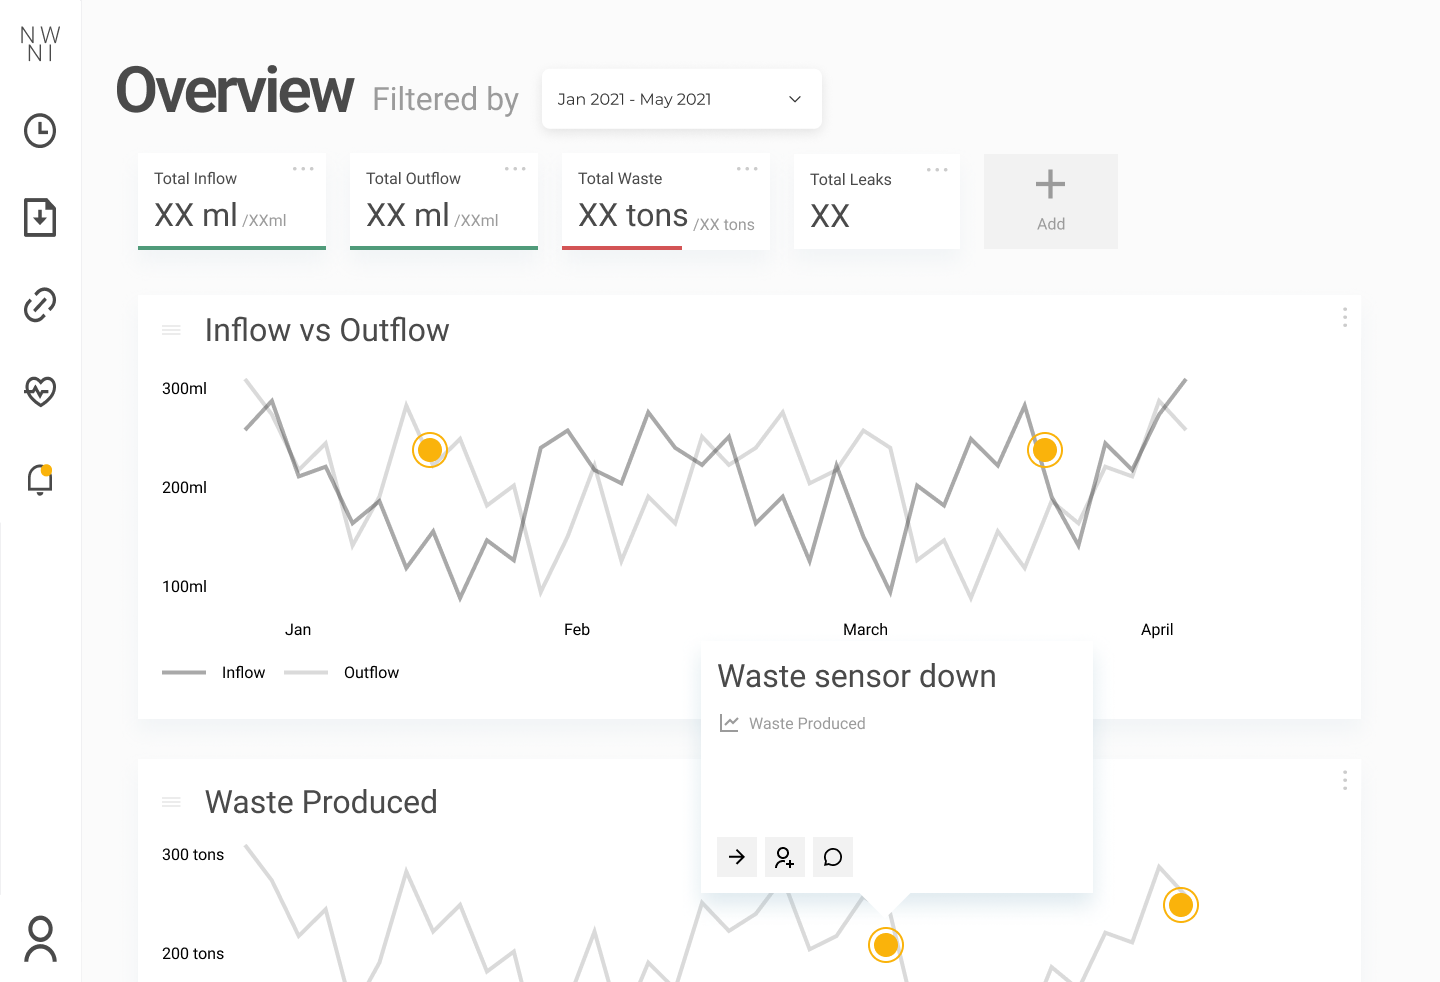 NW
NI
Overview Filtered by Jan 2021 - May 2021
Total Inflow
XX ml /XXml
Total Outflow
XX ml /XXml
Total Waste
XX tons /XX tons
Total Leaks
XX
Add
Inflow vs Outflow
300ml
200ml
100ml
Jan Feb March April
Inflow Outflow
Waste sensor down
Waste Produced
Waste Produced
300 tons
200 tons